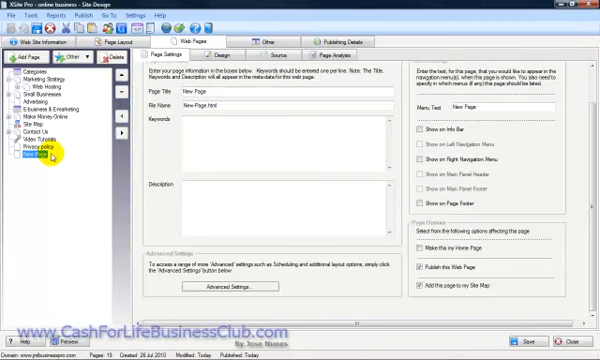 XSite Pro - online business - Site Design
File Tools Reports Publish Go To Settings Help
Web Site Information Page Layout Web Pages Other Publishing Details
Add Page Other Delete
Page Settings Design Source Page Analysis
Categories
Marketing Strategy
Web Hosting
Small Businesses
Advertising
E-business & E-marketing
Make Money Online
Site Map
Contact Us
Video Tutorials
Privacy policy
New Page
Enter your page information in the boxes below. Keywords should be entered one per line. Note: The Title,
Keywords and Description will all appear in the meta-data for this web page.
Page Title New Page
File Name New-Page.html
Keywords
Description
Advanced Settings
To access a range of more 'Advanced' settings such as Scheduling and additional layout options, simply click
the 'Advanced Settings' button below.
Advanced Settings...
Enter the text, for this page, that you would like to appear in the
navigation menu(s), when this page is shown. You also need to
specify in which menus (if any) this page should be listed.
Menu Text New Page
Show on Info Bar
Show on Left Navigation Menu
Show on Right Navigation Menu
Show on Main Panel Header
Show on Main Panel Footer
Show on Page Footer
Page Options
Select from the following options affecting this page
Make this my Home Page
Publish this Web Page
Add this page to my Site Map
www.CashForLifeBusinessClub.com
By Jose Nunes
Help Preview Save Close
Domain: www.jmlbusinesspro.com Pages: 19 Created: 26 Jul 2010 Modified: Today Published: Today